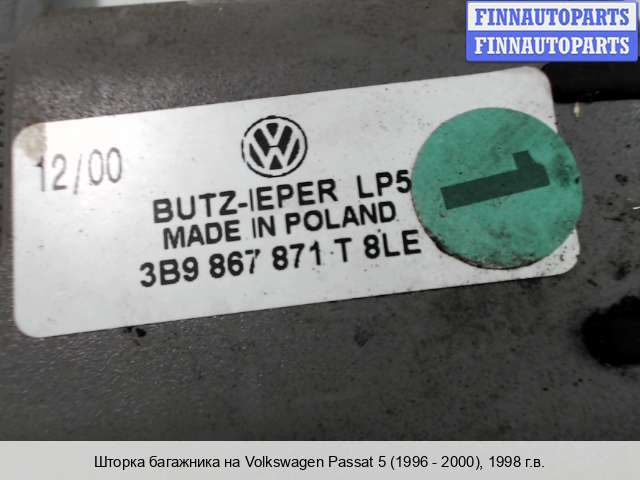 FINNAUTOPARTS
FINNAUTOPARTS
12/00
BUTZ-IEPER LP5
MADE IN POLAND
3B9 867 871 T 8LE
1
Шторка багажника на Volkswagen Passat 5 (1996 - 2000), 1998 г.в.